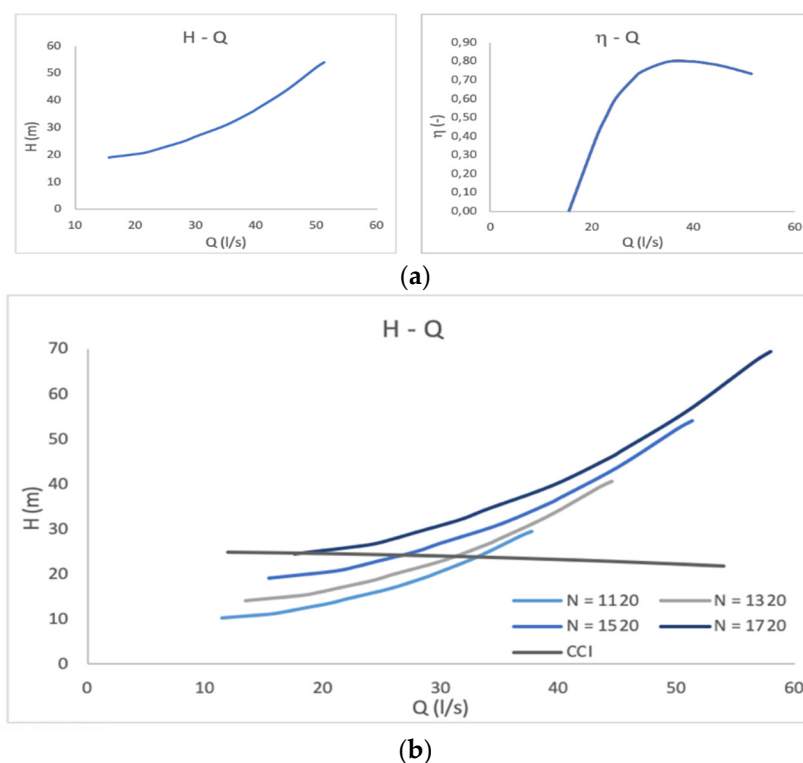 H - Q
60
50
40
30
20
10
0
H (m)
10 20 30 40 50 60
Q (l/s)
η - Q
0,90
0,80
0,70
0,60
0,50
0,40
0,30
0,20
0,10
0,00
η (-)
0 20 40 60
Q (l/s)
(a)
H - Q
70
60
50
40
30
20
10
0
H (m)
N = 1120 N = 1320
N = 1520 N = 1720
CCI
0 10 20 30 40 50 60
Q (l/s)
(b)